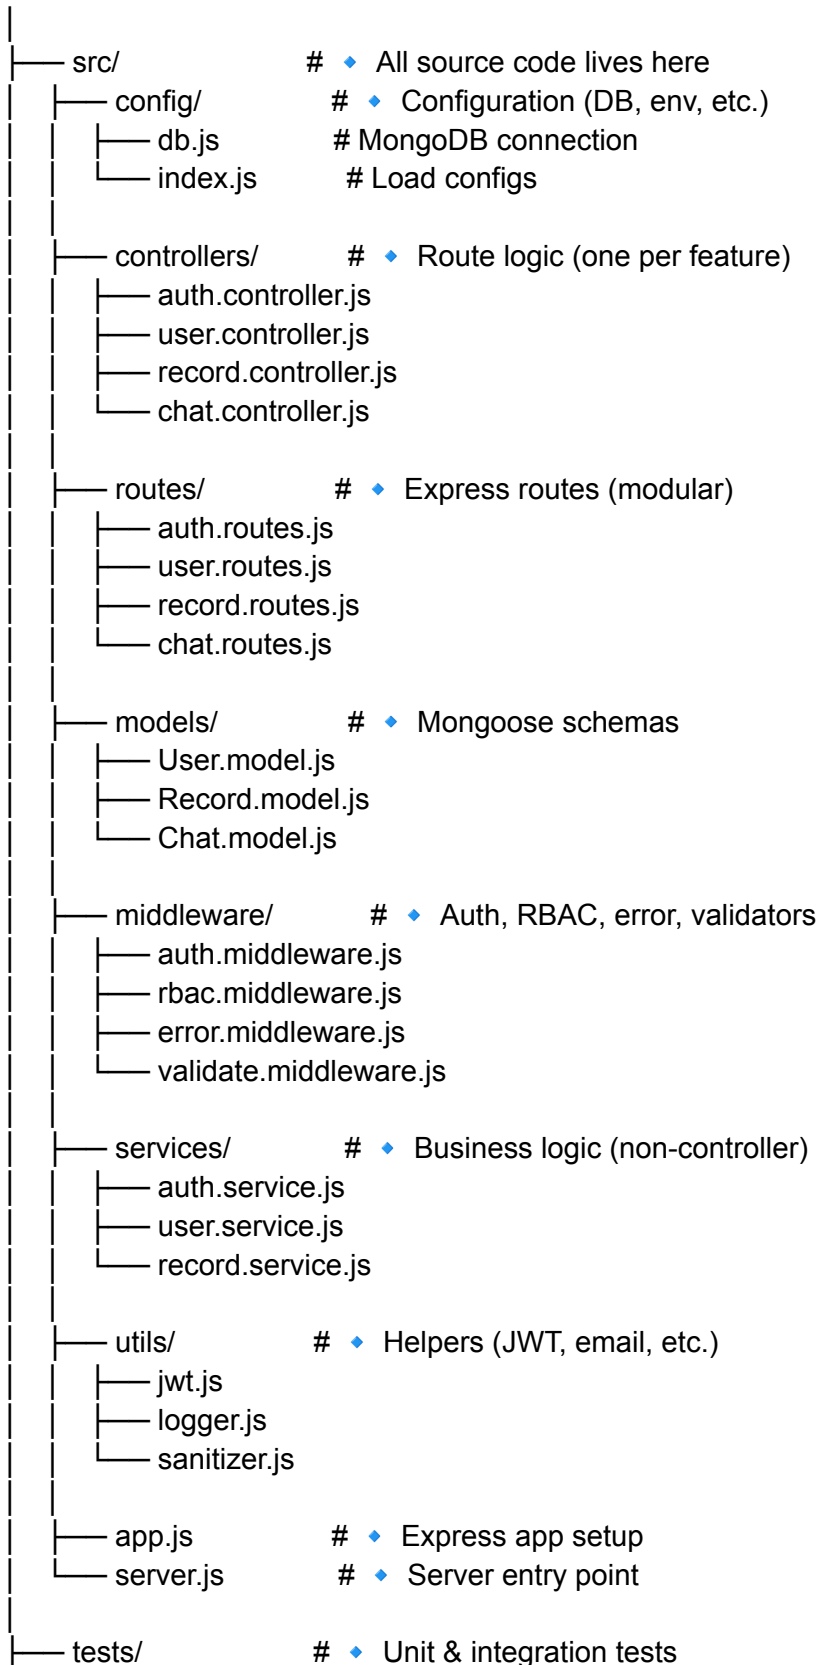 │
├── src/ # 🔹 All source code lives here
│ ├── config/ # 🔹 Configuration (DB, env, etc.)
│ │ ├── db.js # MongoDB connection
│ │ └── index.js # Load configs
│ │
│ ├── controllers/ # 🔹 Route logic (one per feature)
│ │ ├── auth.controller.js
│ │ ├── user.controller.js
│ │ ├── record.controller.js
│ │ └── chat.controller.js
│ │
│ ├── routes/ # 🔹 Express routes (modular)
│ │ ├── auth.routes.js
│ │ ├── user.routes.js
│ │ ├── record.routes.js
│ │ └── chat.routes.js
│ │
│ ├── models/ # 🔹 Mongoose schemas
│ │ ├── User.model.js
│ │ ├── Record.model.js
│ │ └── Chat.model.js
│ │
│ ├── middleware/ # 🔹 Auth, RBAC, error, validators
│ │ ├── auth.middleware.js
│ │ ├── rbac.middleware.js
│ │ ├── error.middleware.js
│ │ └── validate.middleware.js
│ │
│ ├── services/ # 🔹 Business logic (non-controller)
│ │ ├── auth.service.js
│ │ ├── user.service.js
│ │ └── record.service.js
│ │
│ ├── utils/ # 🔹 Helpers (JWT, email, etc.)
│ │ ├── jwt.js
│ │ ├── logger.js
│ │ └── sanitizer.js
│ │
│ ├── app.js # 🔹 Express app setup
│ └── server.js # 🔹 Server entry point
│
├── tests/ # 🔹 Unit & integration tests